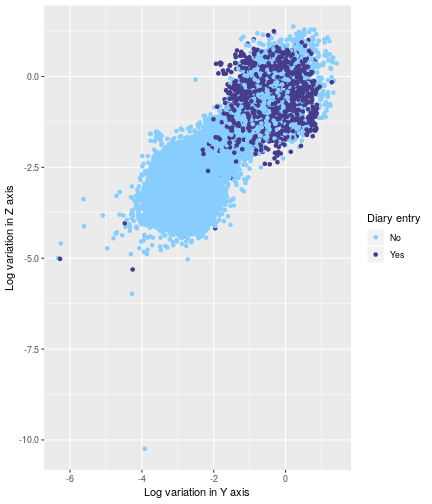 0.0
-2.5
-5.0
-7.5
-10.0
Log variation in Z axis
-6
-4
-2
0
Log variation in Y axis
Diary entry
No
Yes